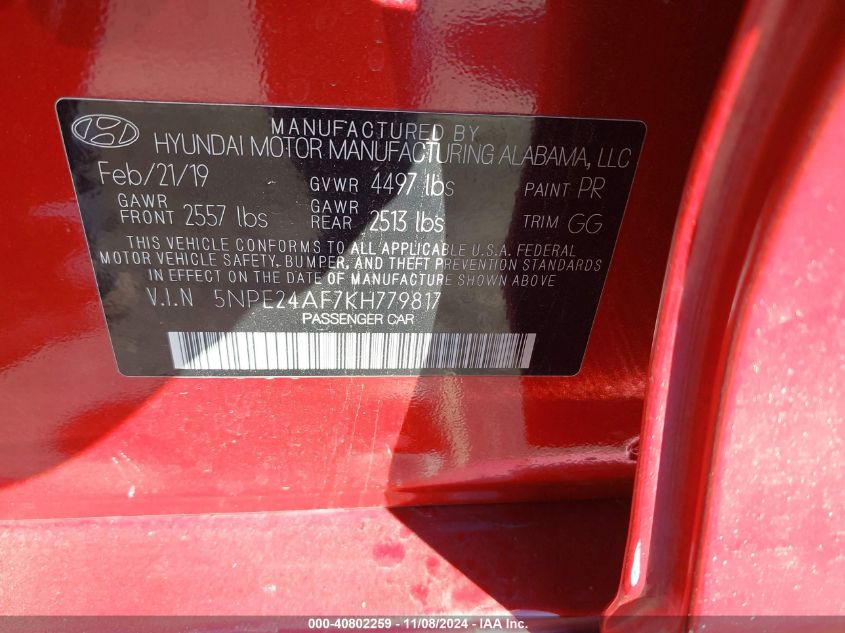 MANUFACTURED BY
HYUNDAI MOTOR MANUFACTURING ALABAMA, LLC
Feb/21/19 GVWR 4497 lbs PAINT PR
GAWR FRONT 2557 lbs GAWR REAR 2513 lbs TRIM GG
THIS VEHICLE CONFORMS TO ALL APPLICABLE U.S.A. FEDERAL
MOTOR VEHICLE SAFETY, BUMPER, AND THEFT PREVENTION STANDARDS
IN EFFECT ON THE DATE OF MANUFACTURE SHOWN ABOVE
V.I.N 5NPE24AF7KH779817
PASSENGER CAR
000-40802259 - 11/08/2024 - IAA Inc.